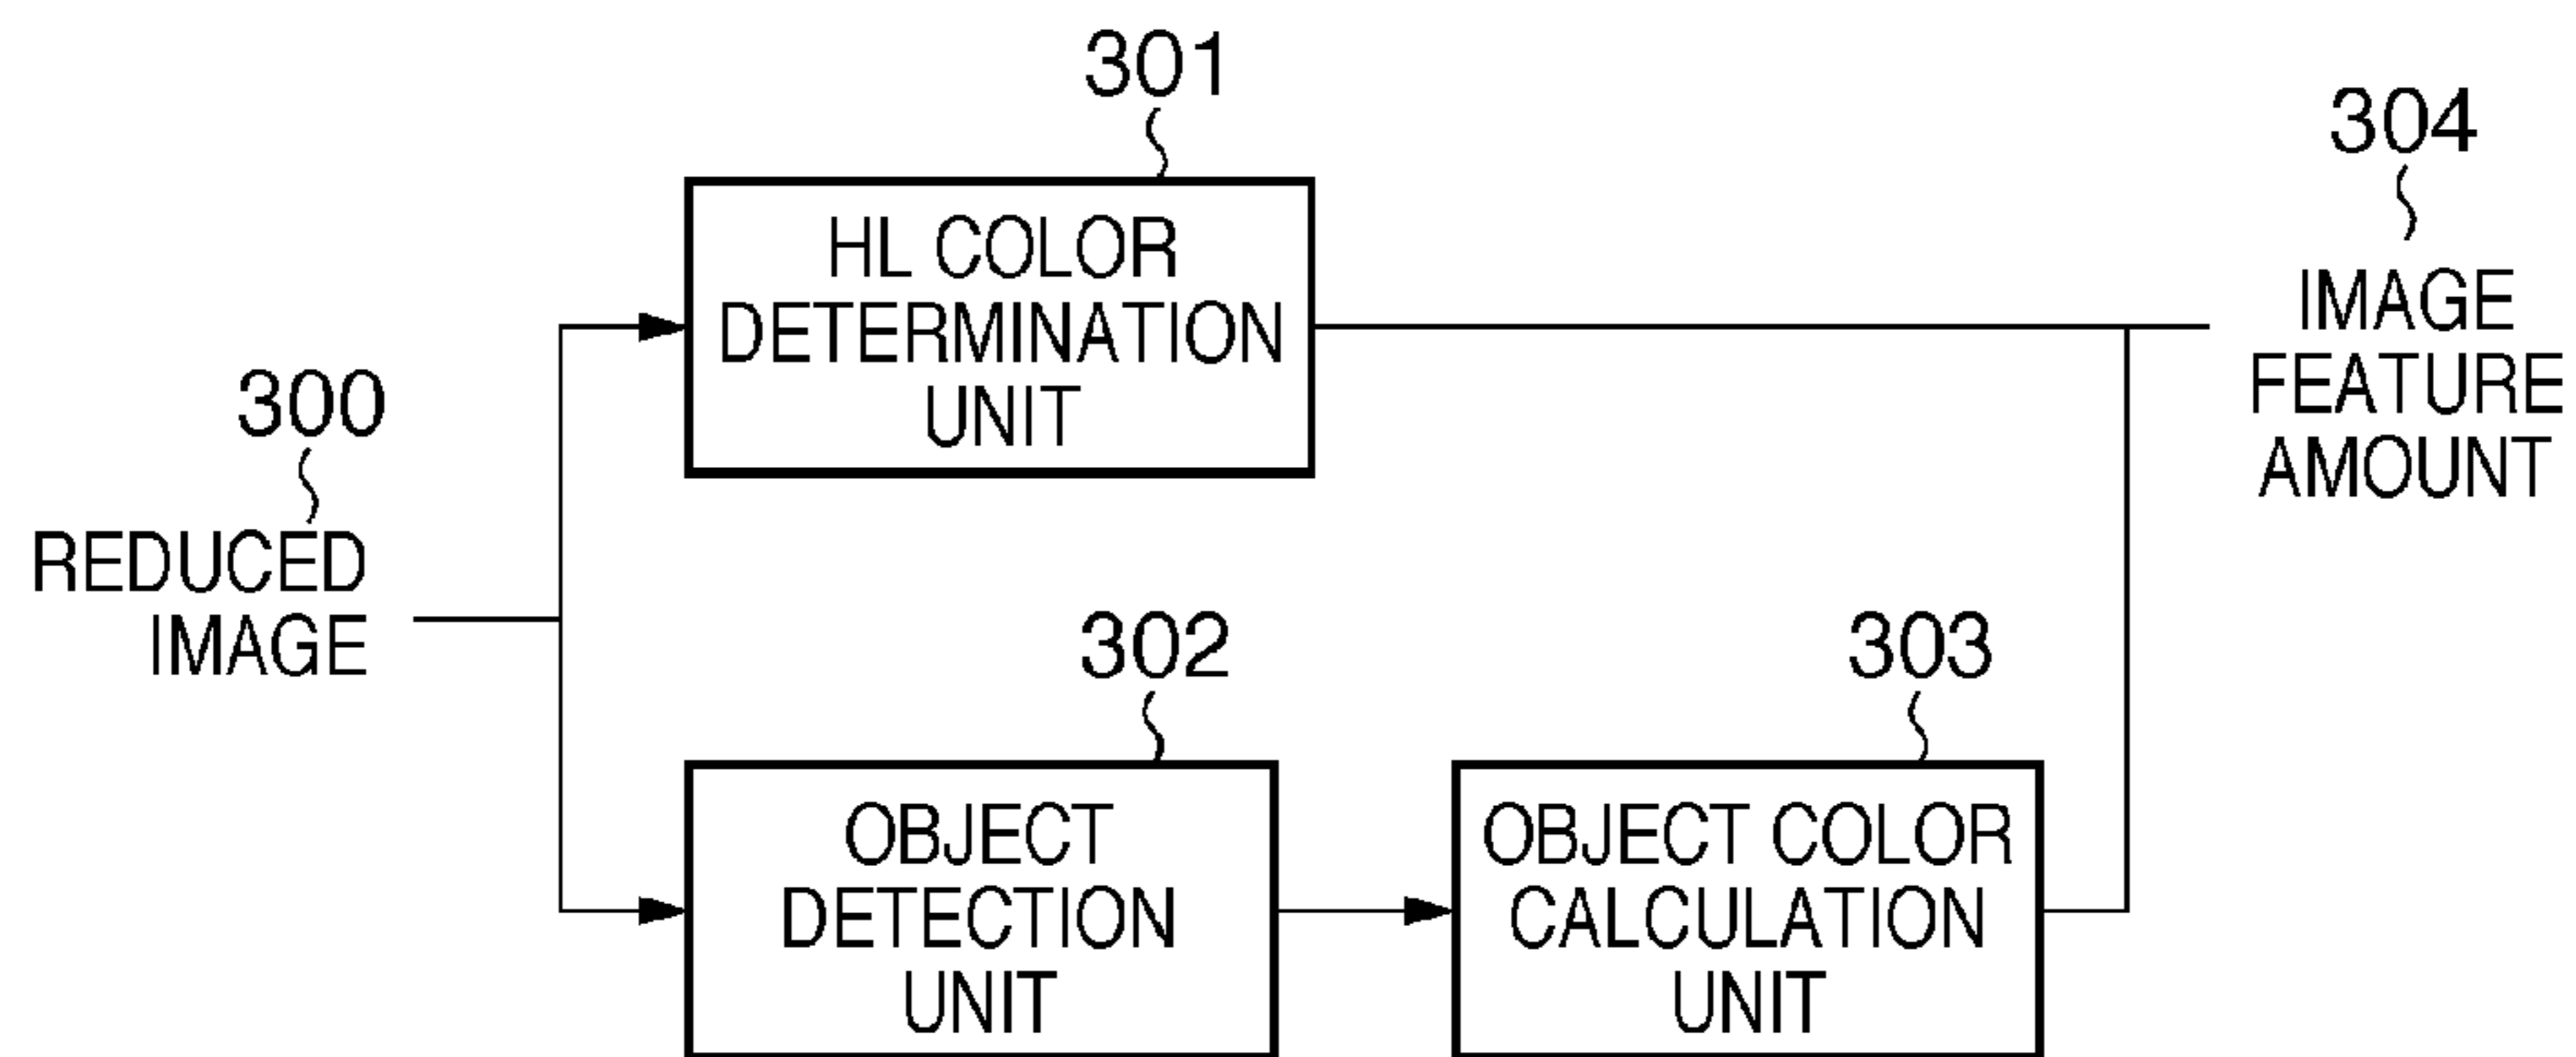 301
HL COLOR
DETERMINATION
UNIT
304
IMAGE
FEATURE
AMOUNT
300
REDUCED
IMAGE
302
OBJECT
DETECTION
UNIT
303
OBJECT COLOR
CALCULATION
UNIT